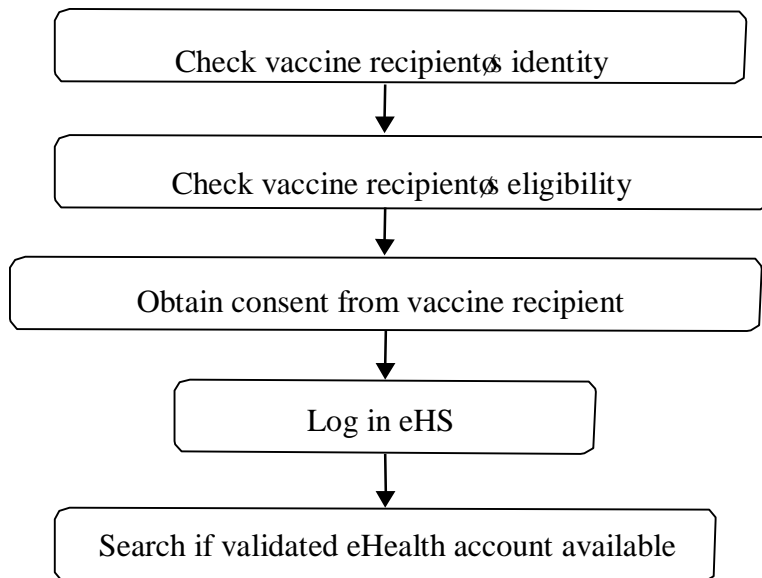 Check vaccine recipientøs identity
Check vaccine recipientøs eligibility
Obtain consent from vaccine recipient
Log in eHS
Search if validated eHealth account available